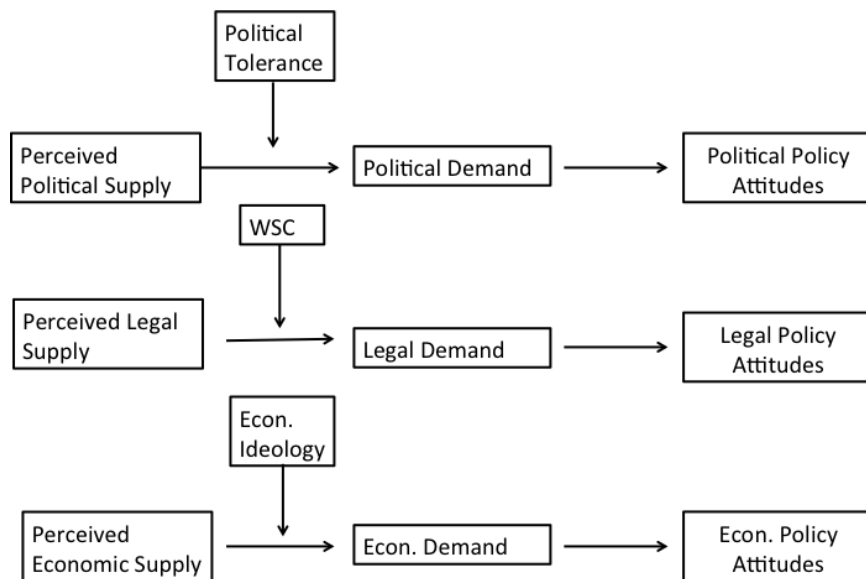 Political
Tolerance
Perceived
Political Supply
Political Demand
Political Policy
Attitudes
WSC
Perceived Legal
Supply
Legal Demand
Legal Policy
Attitudes
Econ.
Ideology
Perceived
Economic Supply
Econ. Demand
Econ. Policy
Attitudes